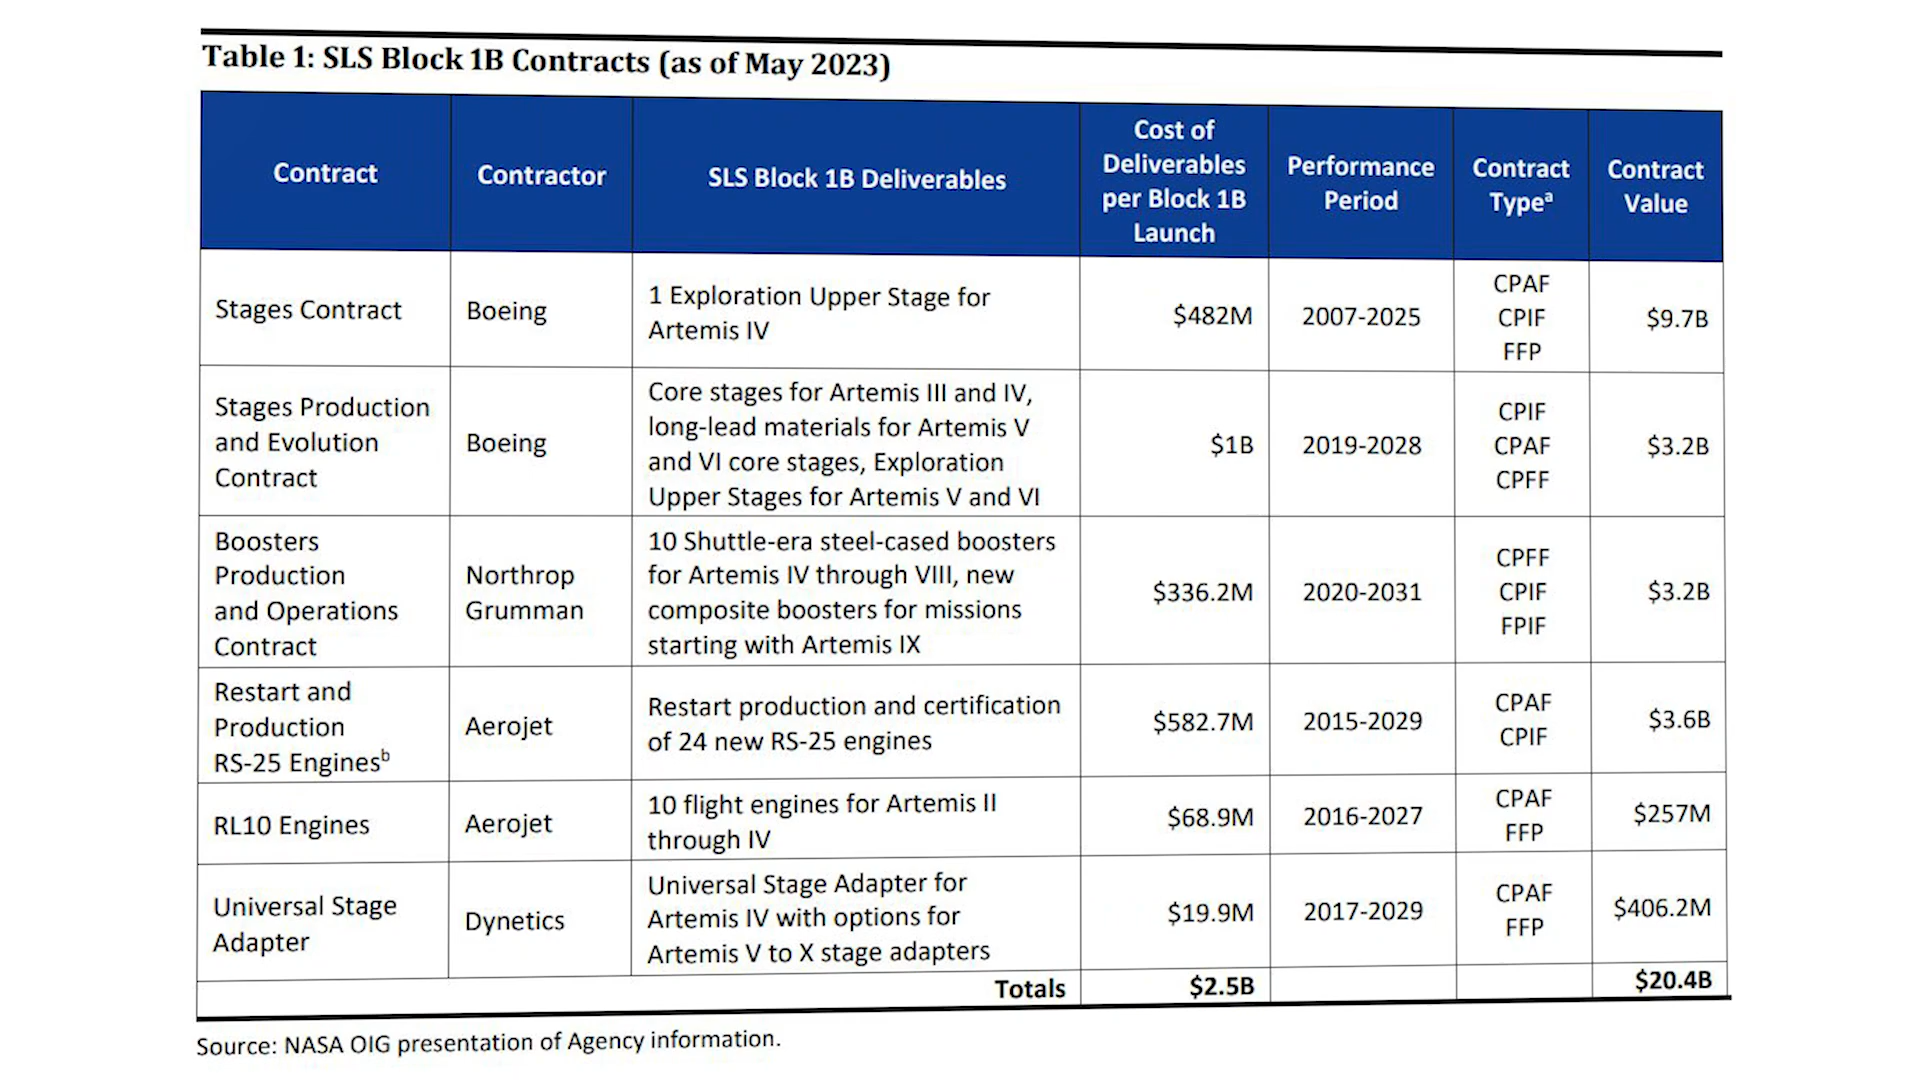 Table 1: SLS Block 1B Contracts (as of May 2023)
Contract
Contractor
SLS Block 1B Deliverables
Cost of
Deliverables
per Block 1B
Launch
Performance
Period
Contract
Typeᵃ
Contract
Value
Stages Contract
Boeing
1 Exploration Upper Stage for
Artemis IV
$482M
2007-2025
CPAF
CPIF
FFP
$9.7B
Stages Production
and Evolution
Contract
Boeing
Core stages for Artemis III and IV,
long-lead materials for Artemis V
and VI core stages, Exploration
Upper Stages for Artemis V and VI
$1B
2019-2028
CPIF
CPAF
CPFF
$3.2B
Boosters
Production
and Operations
Contract
Northrop
Grumman
10 Shuttle-era steel-cased boosters
for Artemis IV through VIII, new
composite boosters for missions
starting with Artemis IX
$336.2M
2020-2031
CPFF
CPIF
FPIF
$3.2B
Restart and
Production
RS-25 Enginesᵇ
Aerojet
Restart production and certification
of 24 new RS-25 engines
$582.7M
2015-2029
CPAF
CPIF
$3.6B
RL10 Engines
Aerojet
10 flight engines for Artemis II
through IV
$68.9M
2016-2027
CPAF
FFP
$257M
Universal Stage
Adapter
Dynetics
Universal Stage Adapter for
Artemis IV with options for
Artemis V to X stage adapters
$19.9M
2017-2029
CPAF
FFP
$406.2M
Totals
$2.5B
$20.4B
Source: NASA OIG presentation of Agency information.